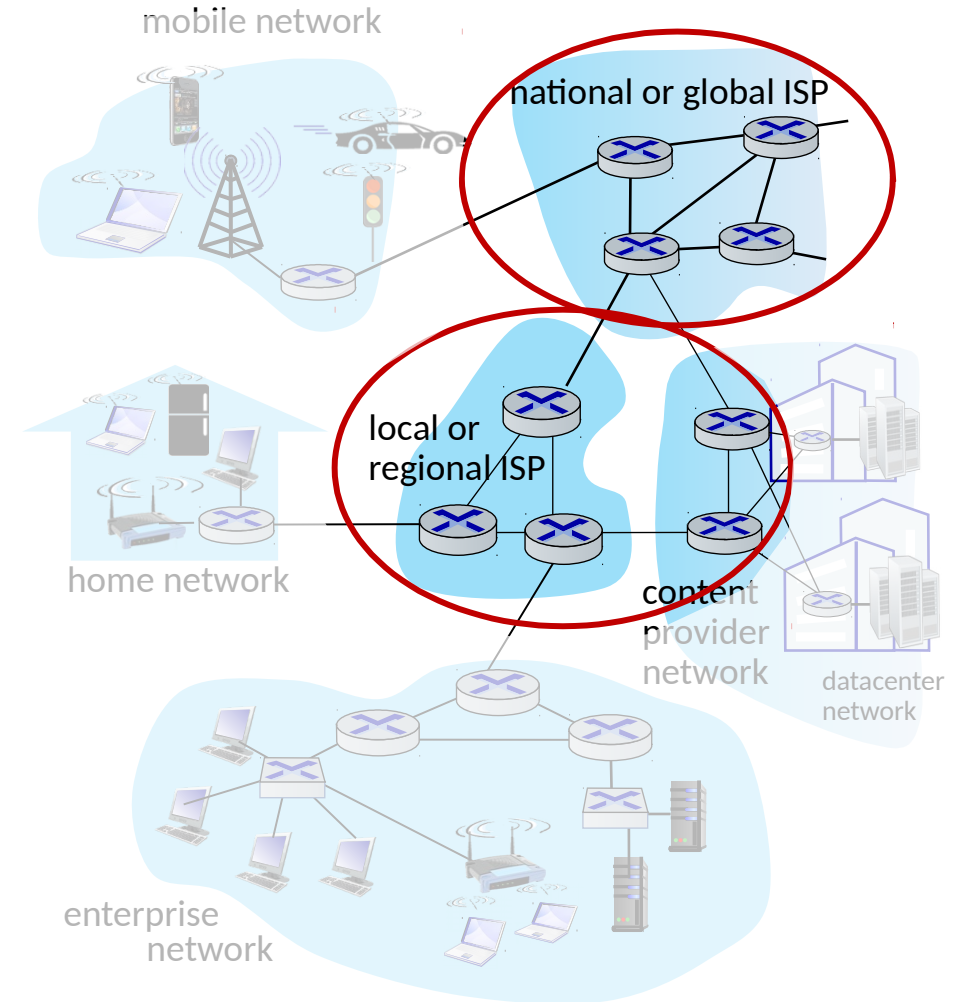 mobile network
national or global ISP
local or
regional ISP
home network
content
provider
network
datacenter
network
enterprise
network